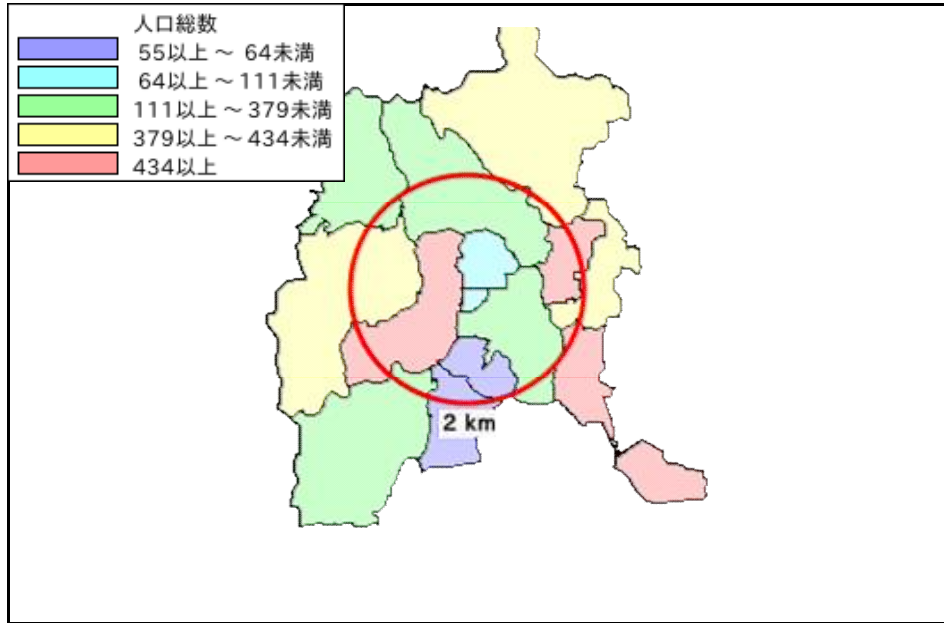 人口総数
55以上 ～ 64未満
64以上 ～ 111未満
111以上 ～ 379未満
379以上 ～ 434未満
434以上
2 km